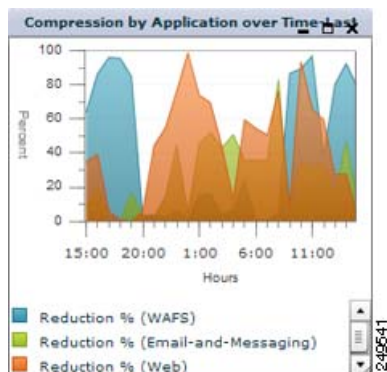 Compression by Application over Time-Last
100
80
60
40
20
0
Percent
15:00 20:00 1:00 6:00 11:00
Hours
Reduction % (WAFS)
Reduction % (Email-and-Messaging)
Reduction % (Web)
249541